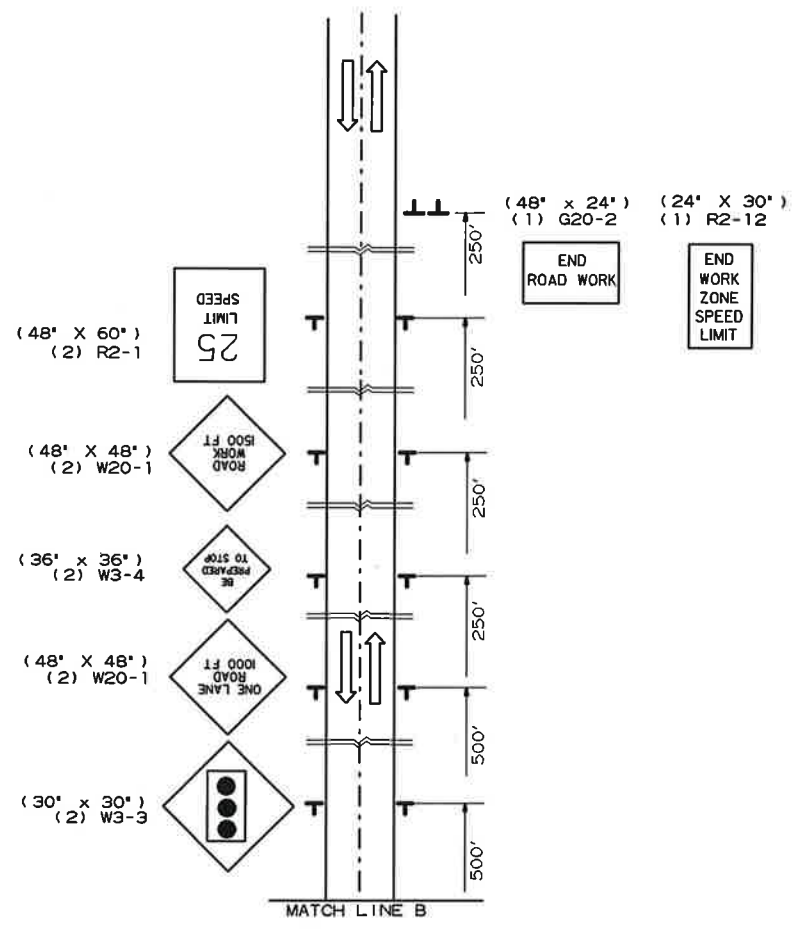 (48" x 24")
(1) G20-2
(24" X 30")
(1) R2-12
END
ROAD WORK
END
WORK
ZONE
SPEED
LIMIT
250'
(48" X 60")
(2) R2-1
SPEED
LIMIT
25
250'
(48" X 48")
(2) W20-1
ROAD
WORK
1500 FT
250'
(36" x 36")
(2) W3-4
BE
PREPARED
TO STOP
250'
(48" X 48")
(2) W20-1
ONE LANE
ROAD
1000 FT
500'
(30" x 30")
(2) W3-3
500'
MATCH LINE B